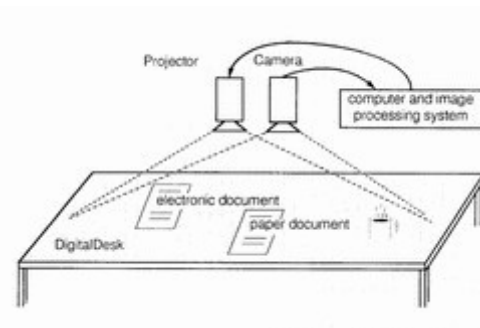 Projector
Camera
computer and image
processing system
electronic document
paper document
DigitalDesk